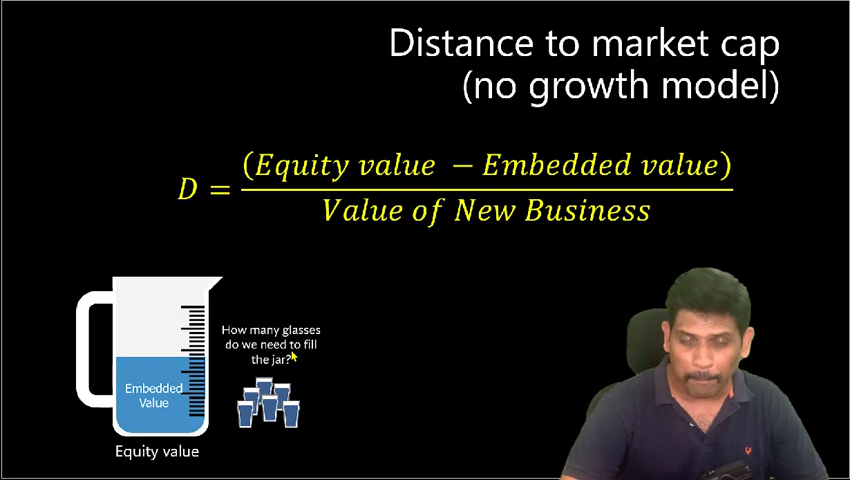 Distance to market cap
(no growth model)
D = (Equity value − Embedded value)
Value of New Business
How many glasses
do we need to fill
the jar?
Embedded
Value
Equity value